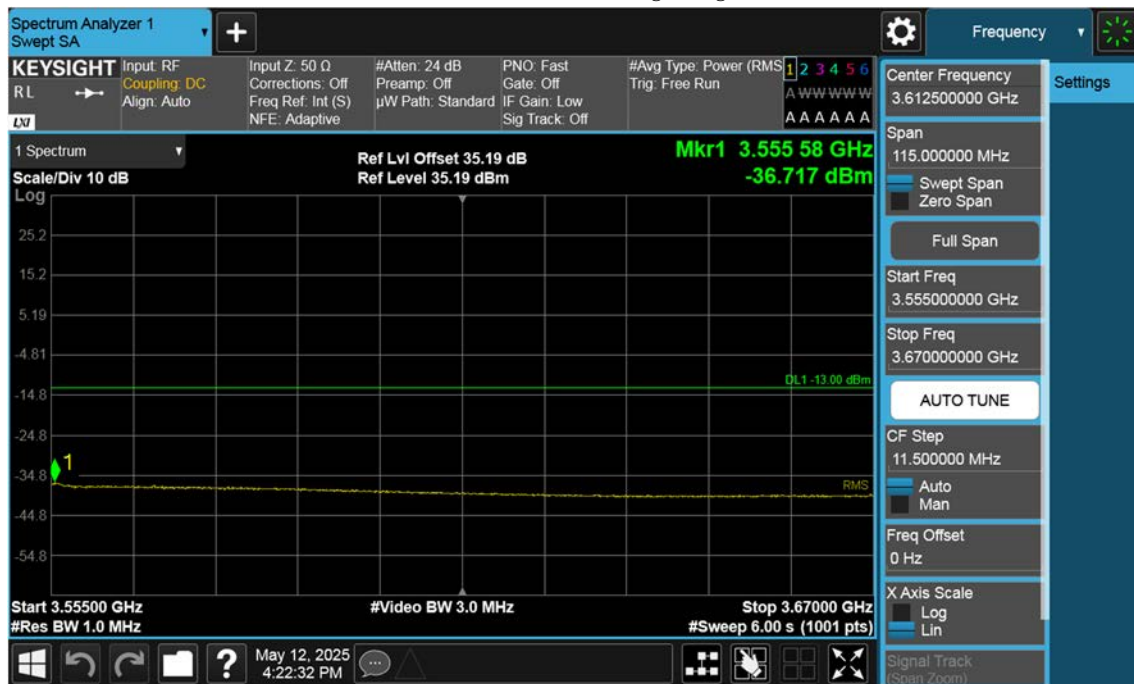 Spectrum Analyzer 1
Swept SA
+
Frequency
KEYSIGHT
RL
LXI
Input: RF
Coupling: DC
Align: Auto
Input Z: 50 Ω
Corrections: Off
Freq Ref: Int (S)
NFE: Adaptive
#Atten: 24 dB
Preamp: Off
µW Path: Standard
PNO: Fast
Gate: Off
IF Gain: Low
Sig Track: Off
#Avg Type: Power (RMS
Trig: Free Run
1 2 3 4 5 6
A W W W W W
A A A A A A
Center Frequency
3.612500000 GHz
Settings
Span
115.000000 MHz
Swept Span
Zero Span
Full Span
Start Freq
3.555000000 GHz
Stop Freq
3.670000000 GHz
AUTO TUNE
CF Step
11.500000 MHz
Auto
Man
Freq Offset
0 Hz
X Axis Scale
Log
Lin
Signal Track
(Span Zoom)
1 Spectrum
Scale/Div 10 dB
Ref Lvl Offset 35.19 dB
Ref Level 35.19 dBm
Mkr1 3.555 58 GHz
-36.717 dBm
Log
25.2
15.2
5.19
-4.81
DL1 -13.00 dBm
-14.8
-24.8
1
-34.8
RMS
-44.8
-54.8
Start 3.55500 GHz
#Video BW 3.0 MHz
Stop 3.67000 GHz
#Res BW 1.0 MHz
#Sweep 6.00 s (1001 pts)
?
May 12, 2025
4:22:32 PM